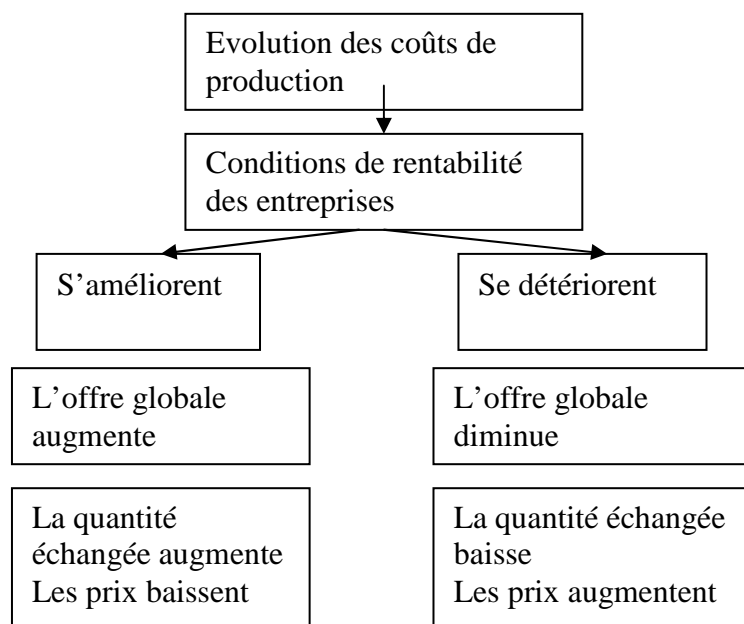 Evolution des coûts de
production
Conditions de rentabilité
des entreprises
S’améliorent
Se détériorent
L’offre globale
augmente
L’offre globale
diminue
La quantité
échangée augmente
Les prix baissent
La quantité échangée
baisse
Les prix augmentent